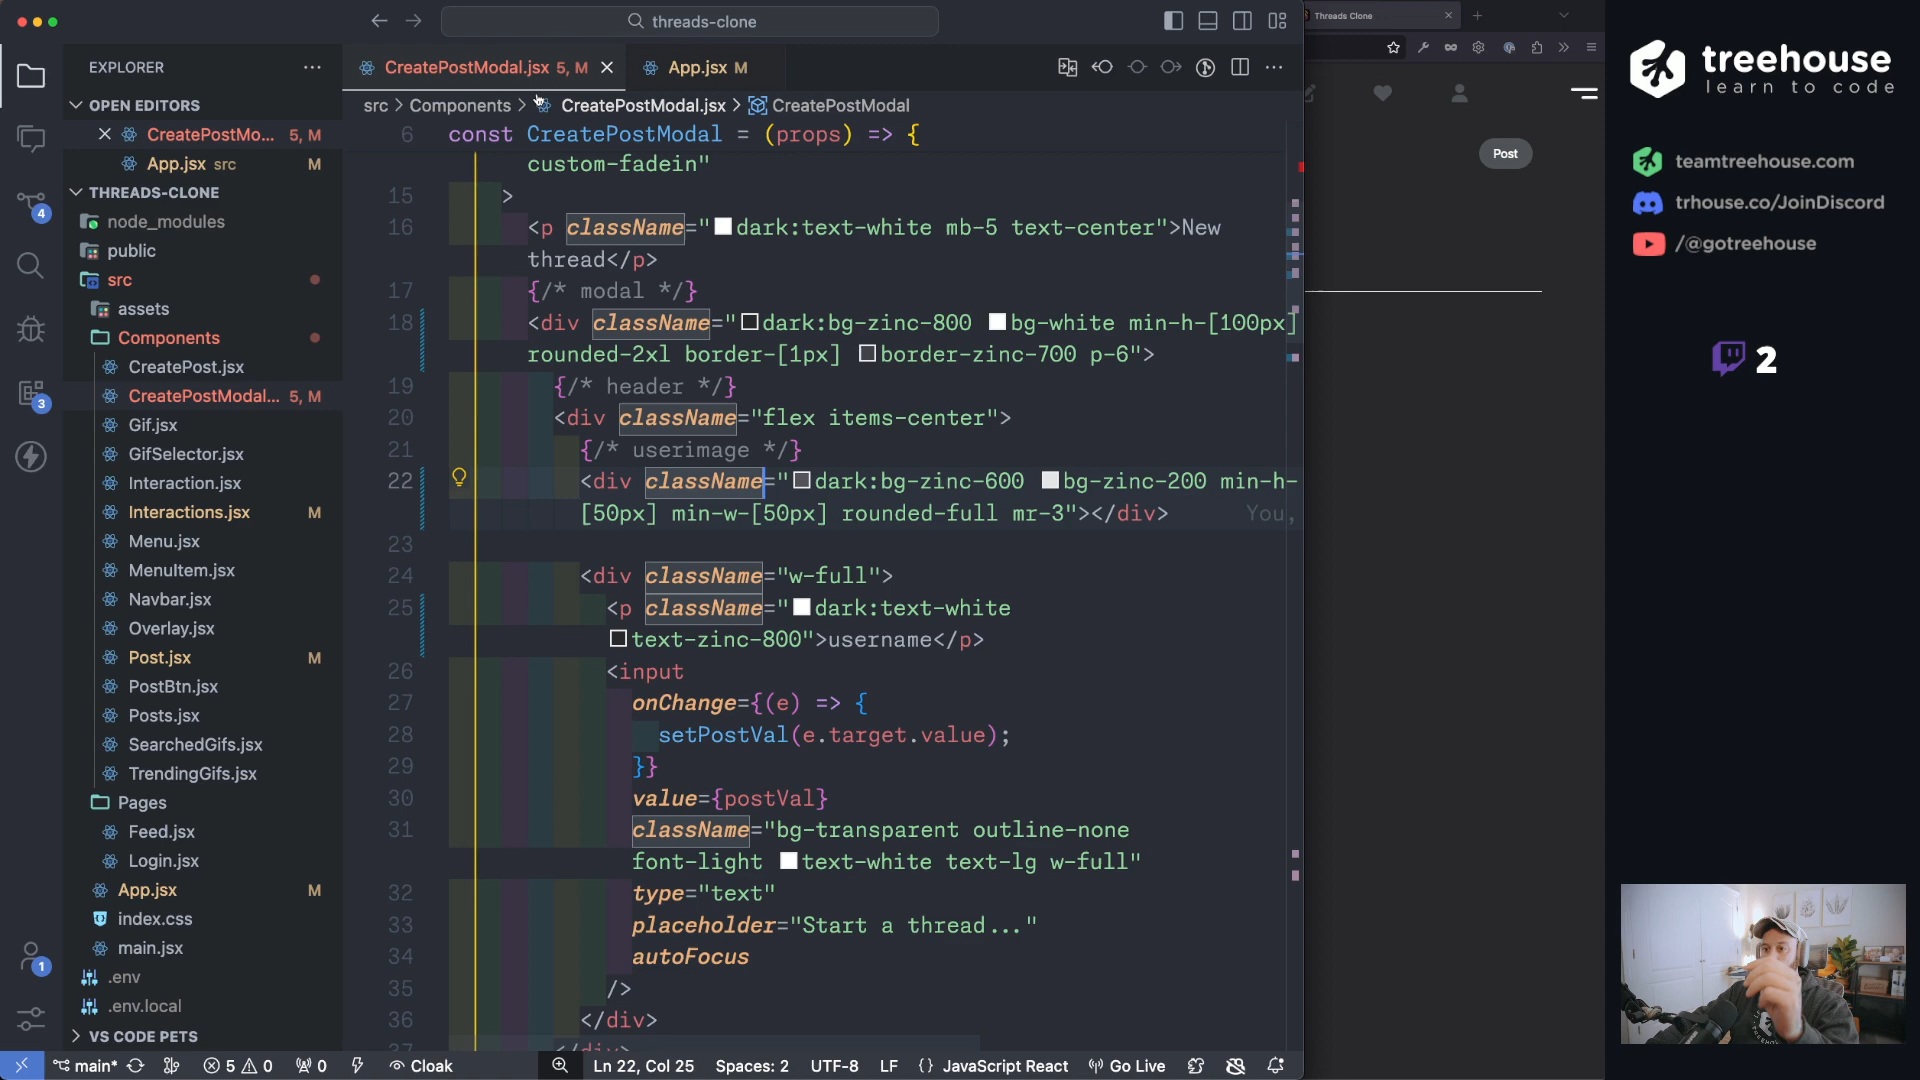 threads-clone
Threads Clone
EXPLORER
CreatePostModal.jsx 5, M
App.jsx M
OPEN EDITORS
CreatePostMo... 5, M
App.jsx src M
THREADS-CLONE
node_modules
public
src
assets
Components
CreatePost.jsx
CreatePostModal... 5, M
Gif.jsx
GifSelector.jsx
Interaction.jsx
Interactions.jsx M
Menu.jsx
MenuItem.jsx
Navbar.jsx
Overlay.jsx
Post.jsx M
PostBtn.jsx
Posts.jsx
SearchedGifs.jsx
TrendingGifs.jsx
Pages
Feed.jsx
Login.jsx
App.jsx M
index.css
main.jsx
.env
.env.local
VS CODE PETS
4
3
1
src > Components > CreatePostModal.jsx > CreatePostModal
6 const CreatePostModal = (props) => {
custom-fadein"
15 >
16 <p className="dark:text-white mb-5 text-center">New
thread</p>
17 {/* modal */}
18 <div className="dark:bg-zinc-800 bg-white min-h-[100px]
rounded-2xl border-[1px] border-zinc-700 p-6">
19 {/* header */}
20 <div className="flex items-center">
21 {/* userimage */}
22 <div className="dark:bg-zinc-600 bg-zinc-200 min-h-
[50px] min-w-[50px] rounded-full mr-3"></div> You,
23
24 <div className="w-full">
25 <p className="dark:text-white
text-zinc-800">username</p>
26 <input
27 onChange={(e) => {
28 setPostVal(e.target.value);
29 }}
30 value={postVal}
31 className="bg-transparent outline-none
font-light text-white text-lg w-full"
32 type="text"
33 placeholder="Start a thread..."
34 autoFocus
35 />
36 </div>
37 </div>
main* 5 0 0 Cloak Ln 22, Col 25 Spaces: 2 UTF-8 LF {} JavaScript React Go Live
Post
treehouse
learn to code
teamtreehouse.com
trhouse.co/JoinDiscord
/@gotreehouse
2